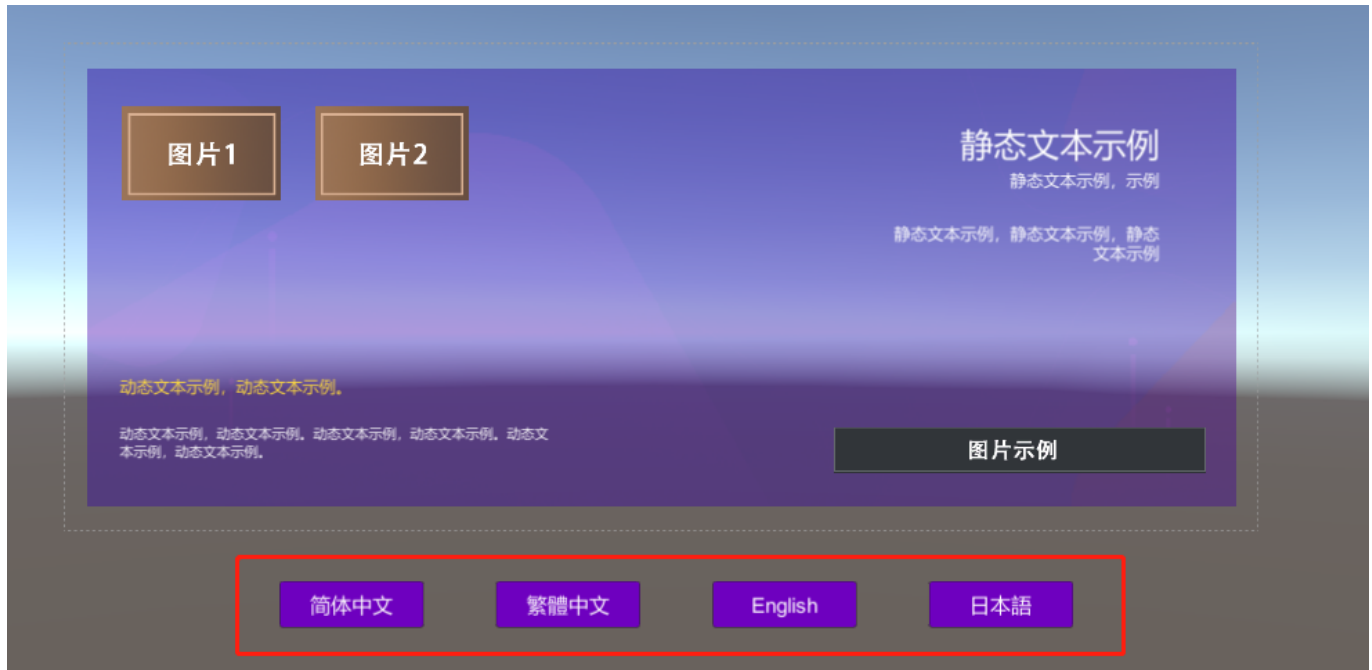 图片1
图片2
静态文本示例
静态文本示例, 示例
静态文本示例, 静态文本示例, 静态
文本示例
动态文本示例, 动态文本示例。
动态文本示例, 动态文本示例。动态文本示例, 动态文本示例。动态文
本示例, 动态文本示例。
图片示例
简体中文
繁體中文
English
日本語